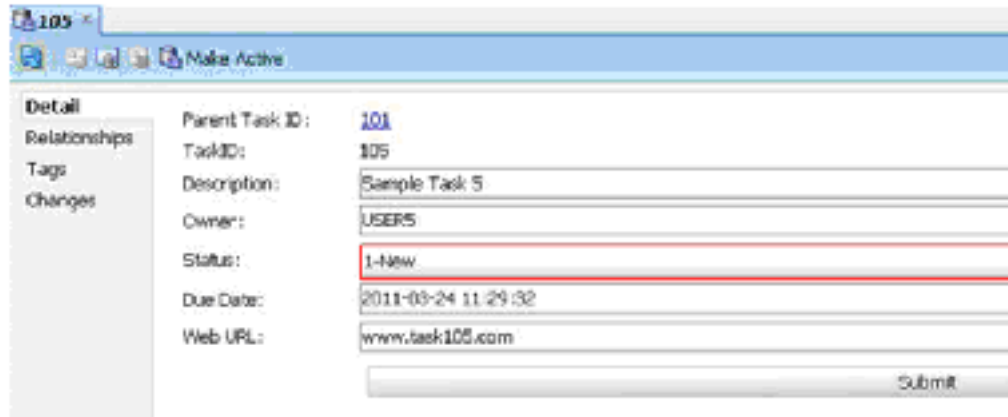 105
Make Active
Detail
Relationships
Tags
Changes
Parent Task ID: 101
TaskID: 105
Description: Sample Task 5
Owner: USER5
Status: 1-New
Due Date: 2011-03-24 11:29:32
Web URL: www.task105.com
Submit